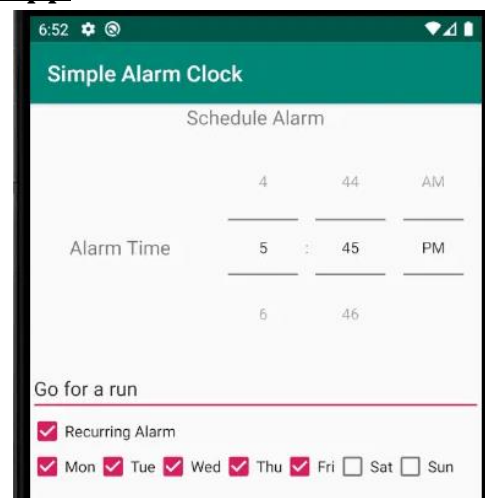 6:52
Simple Alarm Clock
Schedule Alarm
4 44 AM
Alarm Time 5 : 45 PM
6 46
Go for a run
Recurring Alarm
Mon Tue Wed Thu Fri Sat Sun